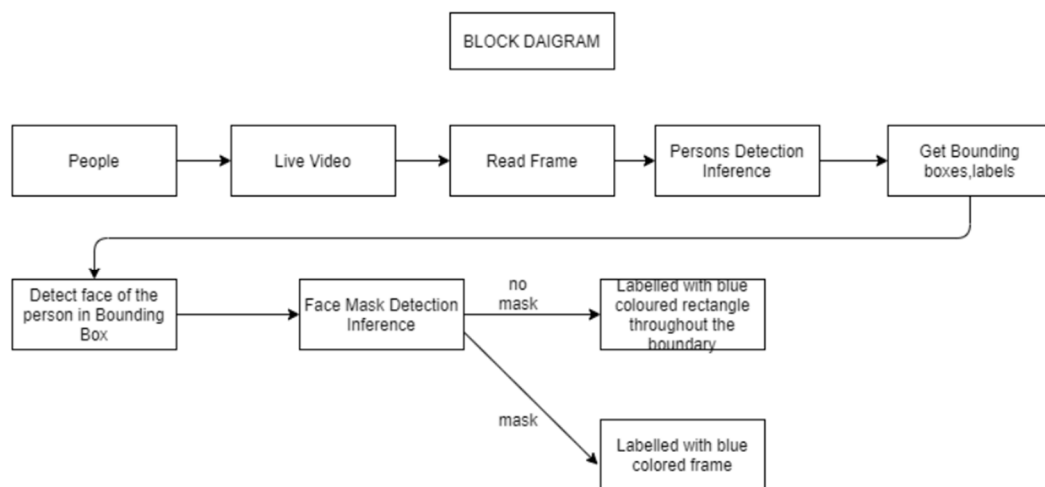 BLOCK DAIGRAM
People
Live Video
Read Frame
Persons Detection
Inference
Get Bounding
boxes,labels
Detect face of the
person in Bounding
Box
Face Mask Detection
Inference
no
mask
Labelled with blue
coloured rectangle
throughout the
boundary
mask
Labelled with blue
colored frame